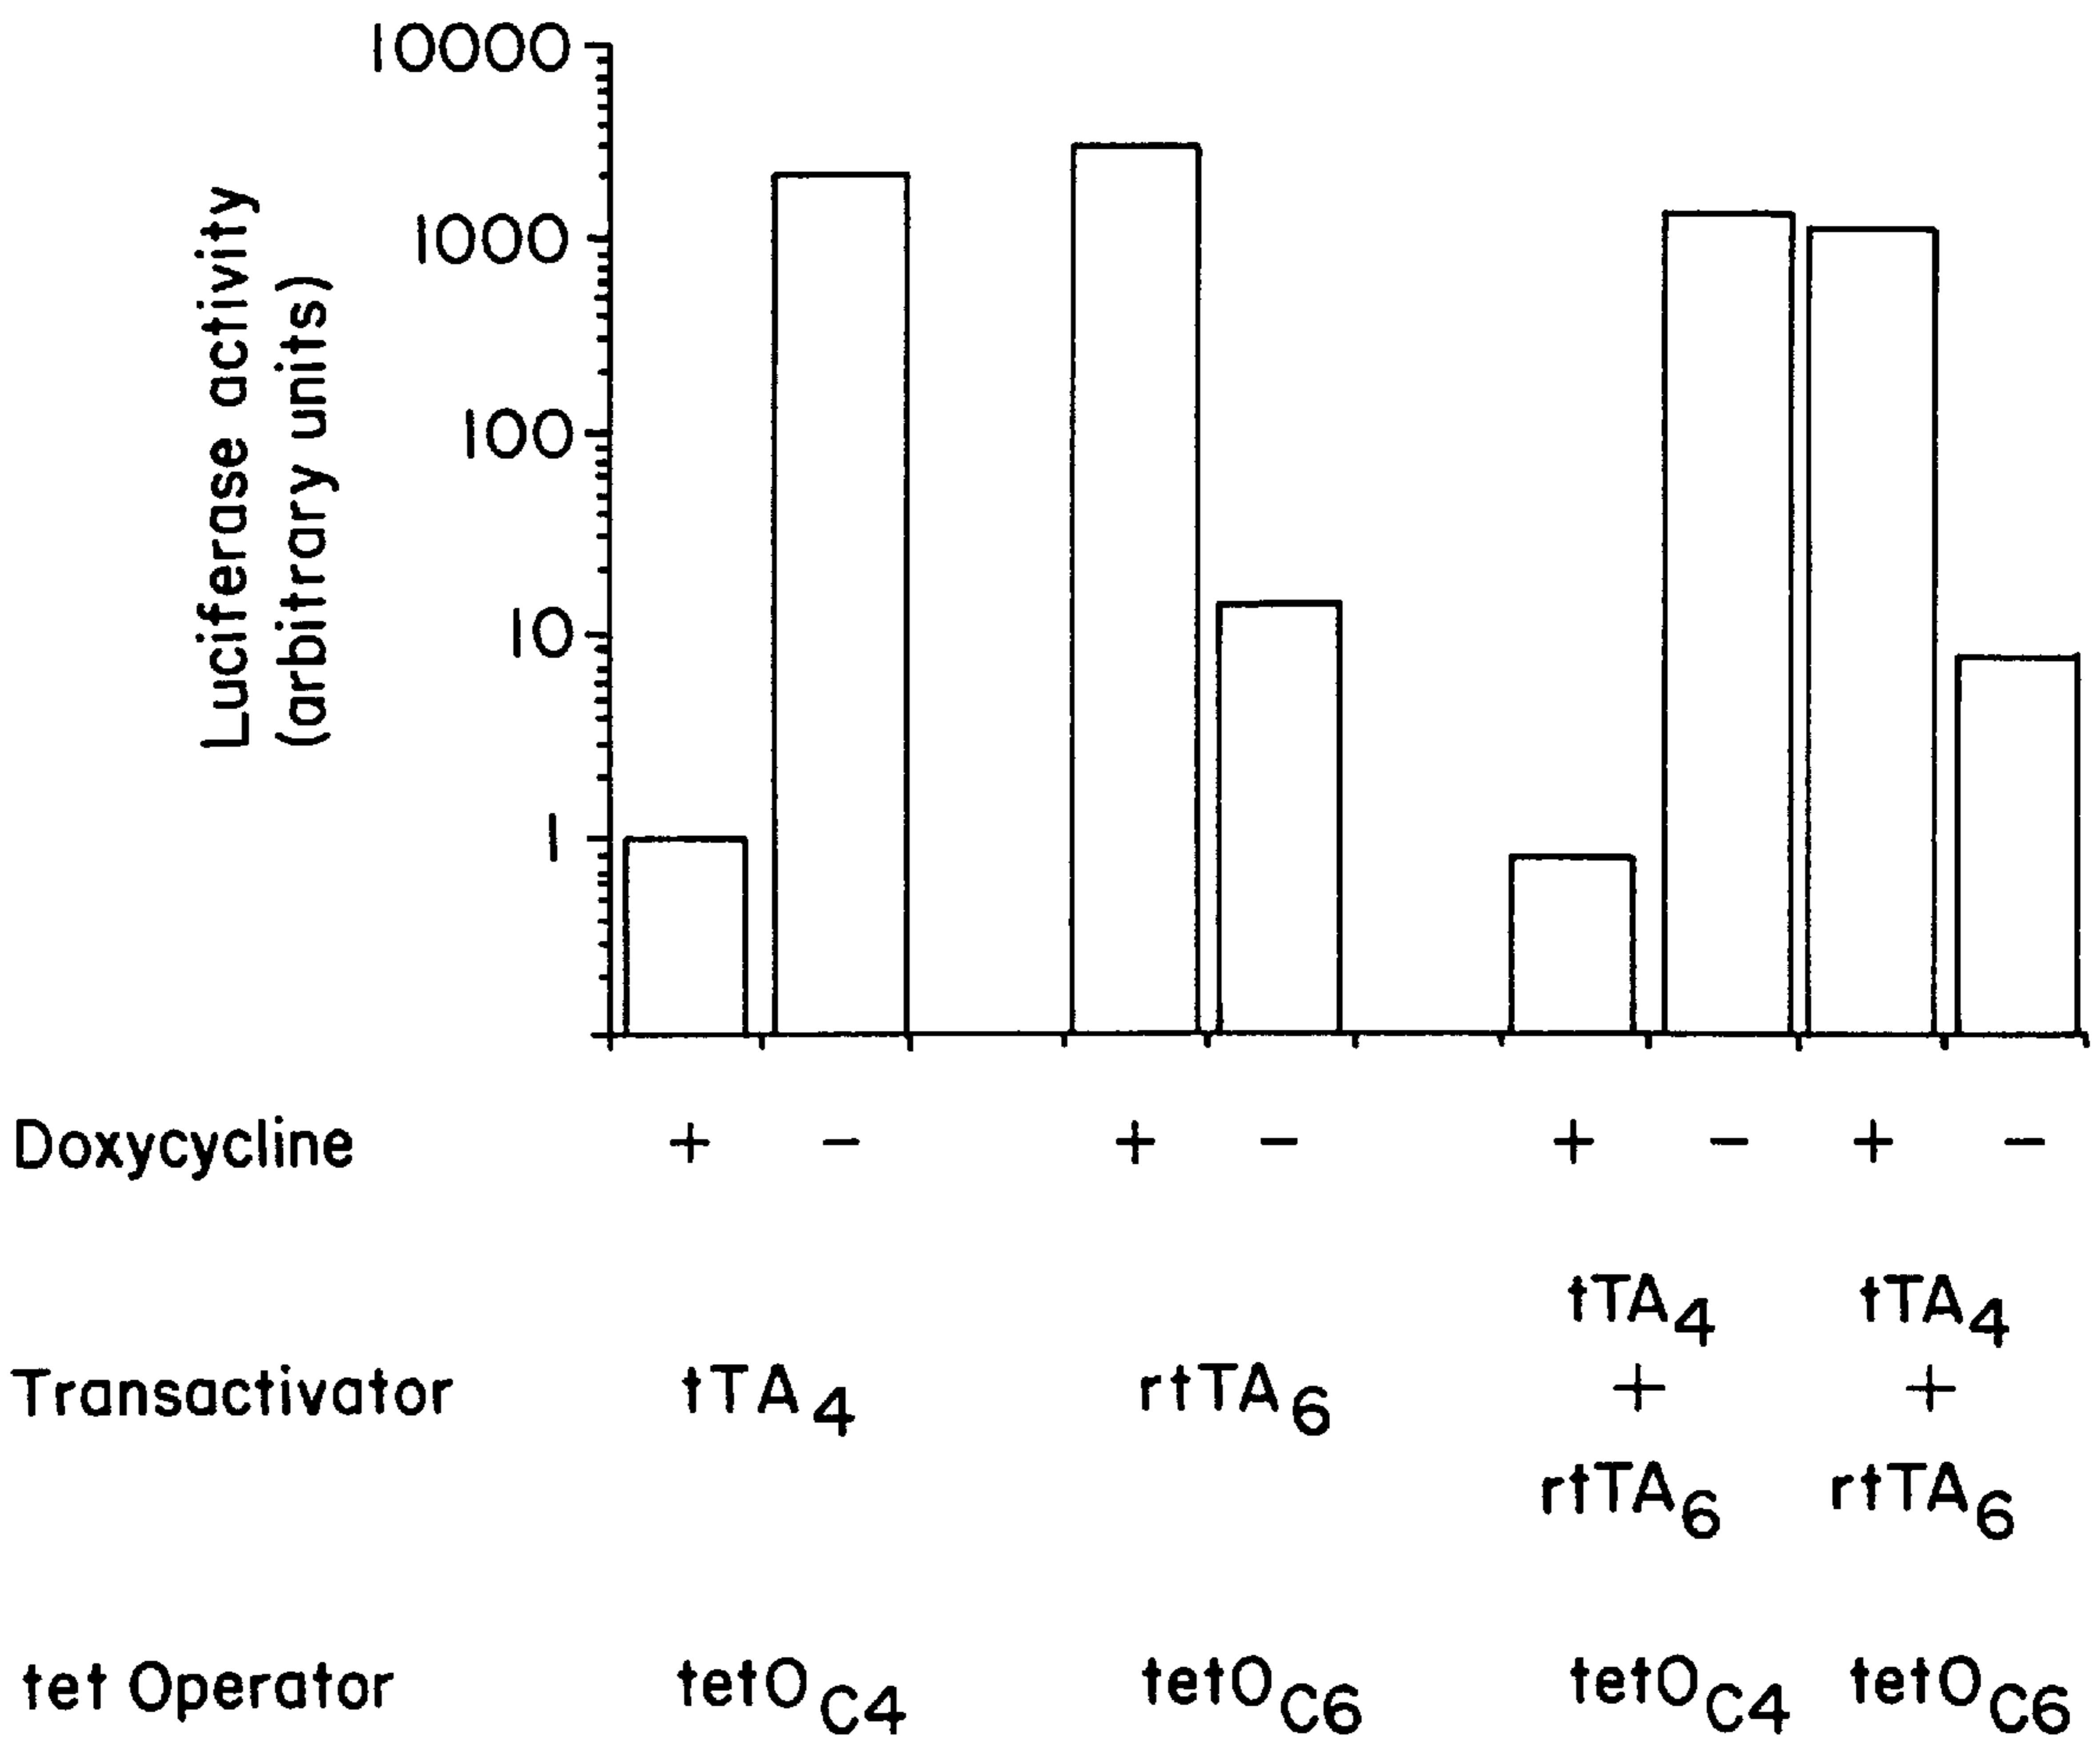 10000
1000
100
10
1
Luciferase activity
(arbitrary units)
Doxycycline + − + − + − + −
tTA4 tTA4
Transactivator tTA4 rtTA6 + +
rtTA6 rtTA6
tet Operator tetOC4 tetOC6 tetOC4 tetOC6